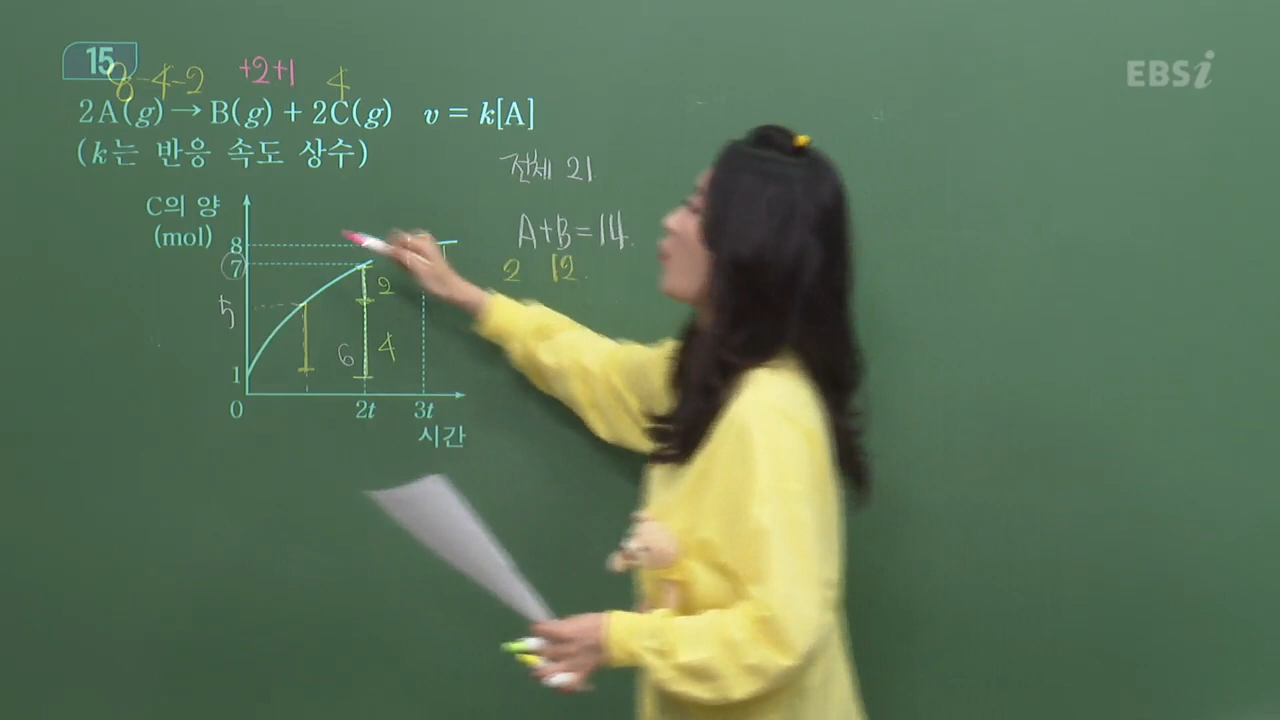 15
8-4-2 +2+1 4
2A(g) → B(g) + 2C(g) v = k[A]
(k는 반응 속도 상수)
EBSi
전체 21
A+B=14
2 12
C의 양
(mol)
8
7
5
1
0
2
6 4
2t 3t
시간